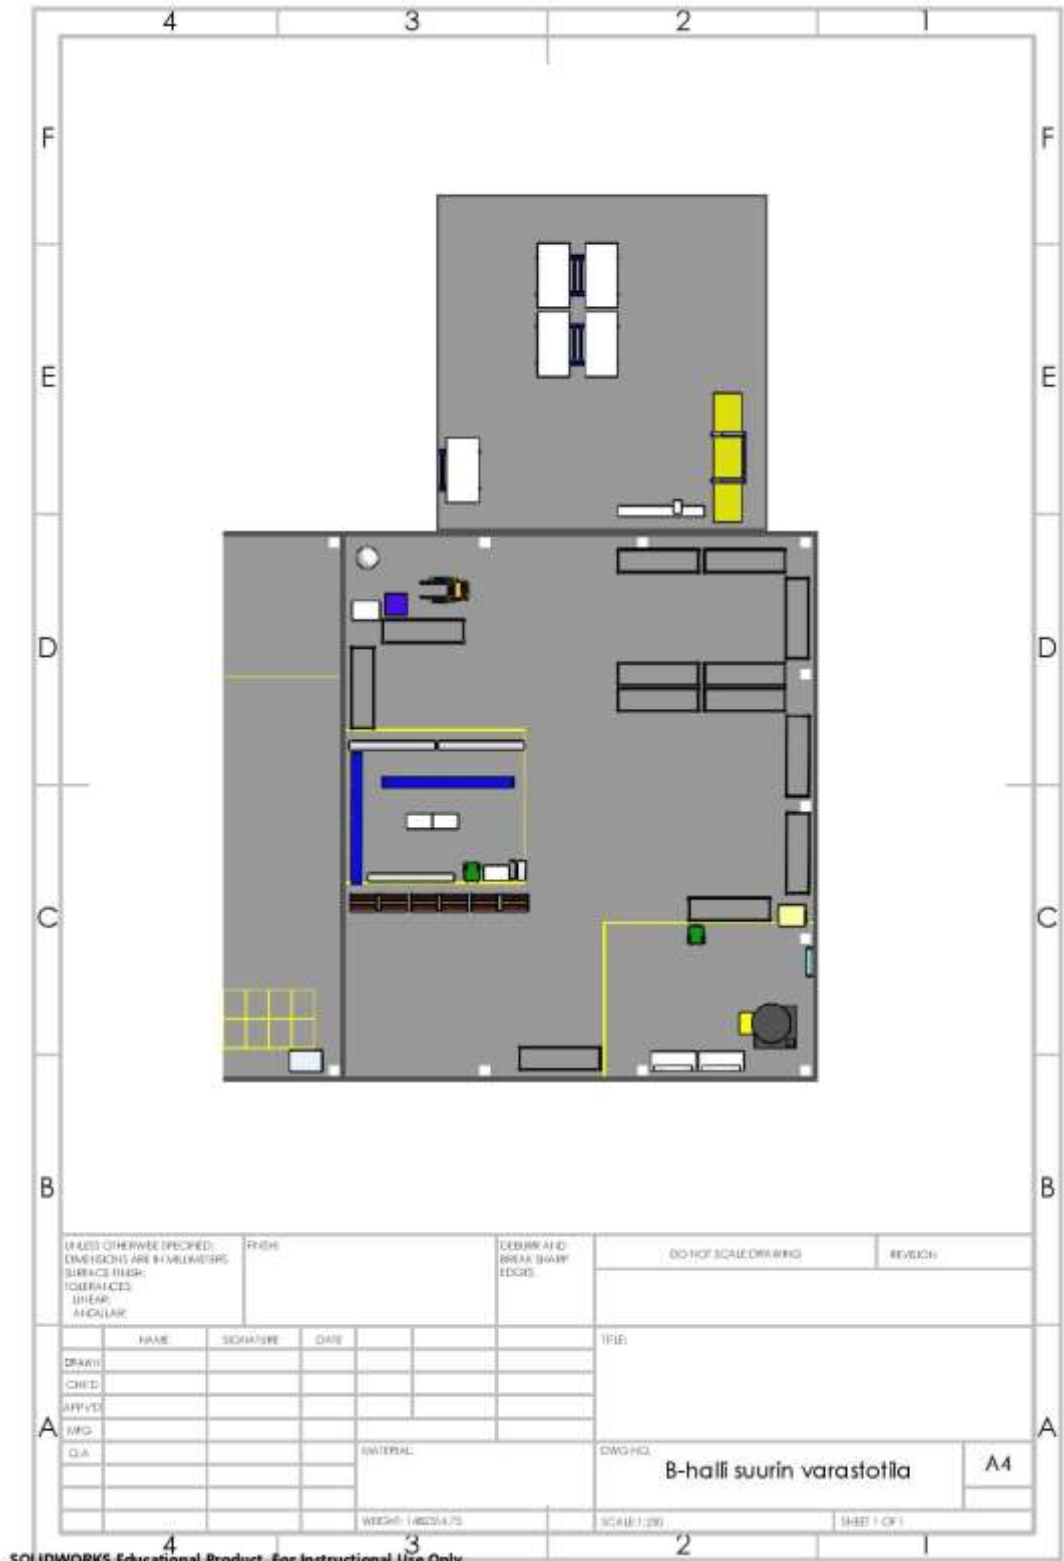 4 3 2 1
F F
E E
D D
C C
B B
UNLESS OTHERWISE SPECIFIED:
DIMENSIONS ARE IN MILLIMETERS
SURFACE FINISH:
TOLERANCES:
LINEAR:
ANGULAR:
FINISH:
DEBURR AND
BREAK SHARP
EDGES
DO NOT SCALE DRAWING
REVISION
NAME SIGNATURE DATE
TITLE:
DRAWN
CHK'D
APPV'D
MFG
A A
Q.A
MATERIAL:
DWG NO.
B-halli suurin varastotila
A4
WEIGHT:
SCALE:1:200
SHEET 1 OF 1
4 3 2 1
SOLIDWORKS Educational Product. For Instructional Use Only.